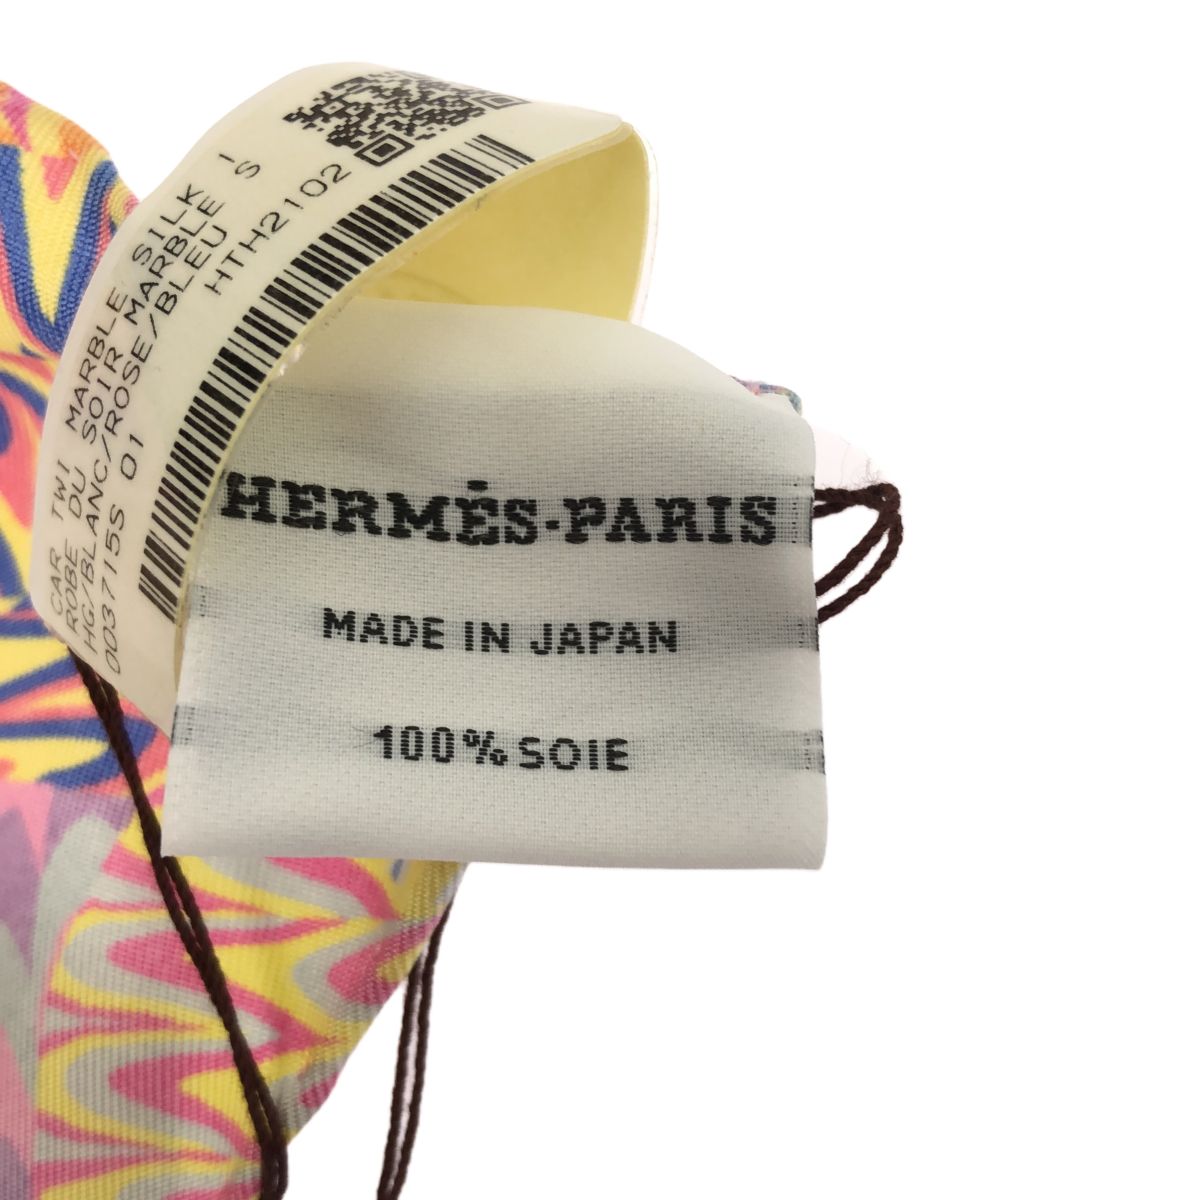 CAR TWI MARBLE SILK I
ROBE DU SOIR MARBLE S
HG/BLANC/ROSE/BLEU
003715S 01 HTH2102
HERMÈS-PARIS
MADE IN JAPAN
100% SOIE